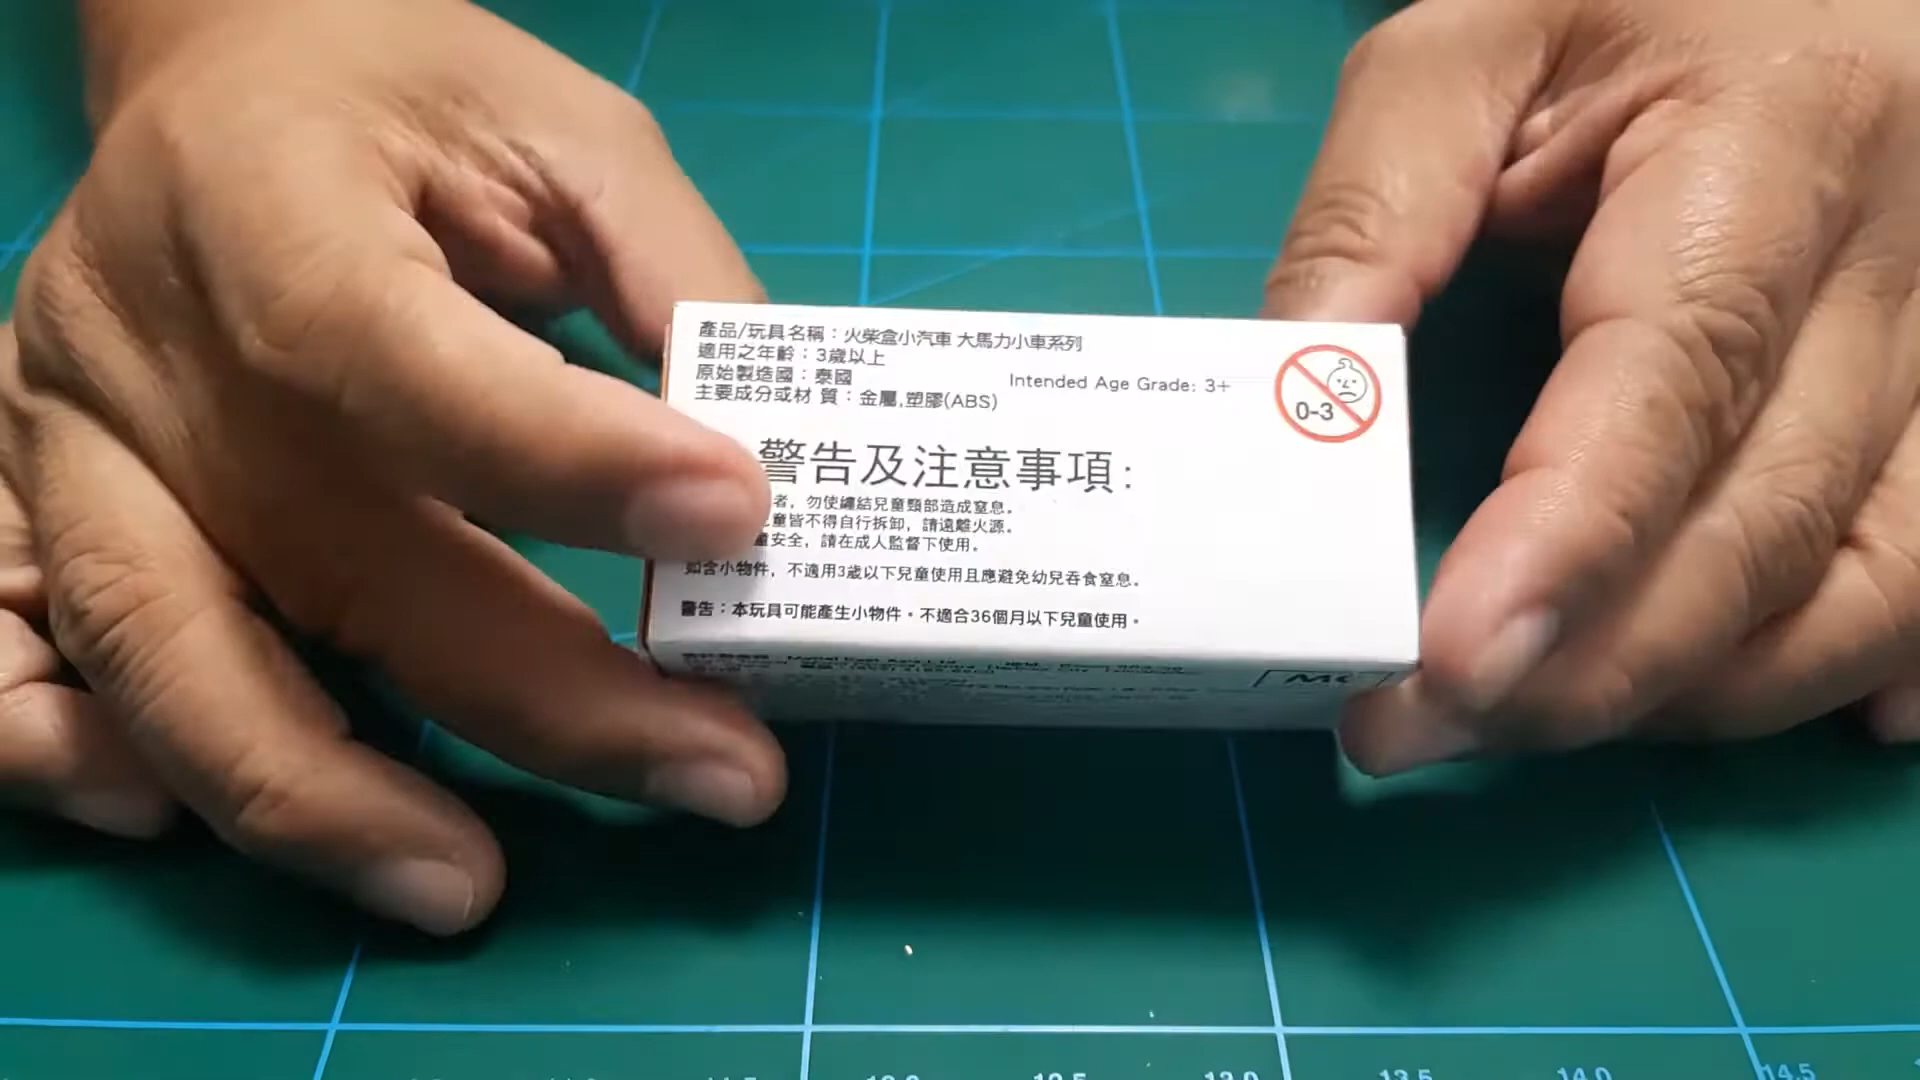 產品/玩具名稱：火柴盒小汽車 大馬力小車系列
適用之年齡：3歲以上
原始製造國：泰國
Intended Age Grade: 3+
主要成分或材 質：金屬,塑膠(ABS)
0-3
警告及注意事項:
者，勿使纏結兒童頸部造成窒息。
童皆不得自行拆卸，請遠離火源。
童安全，請在成人監督下使用。
如含小物件，不適用3歲以下兒童使用且應避免幼兒吞食窒息。
警告：本玩具可能產生小物件。不適合36個月以下兒童使用。
13.5
14.0
14.5